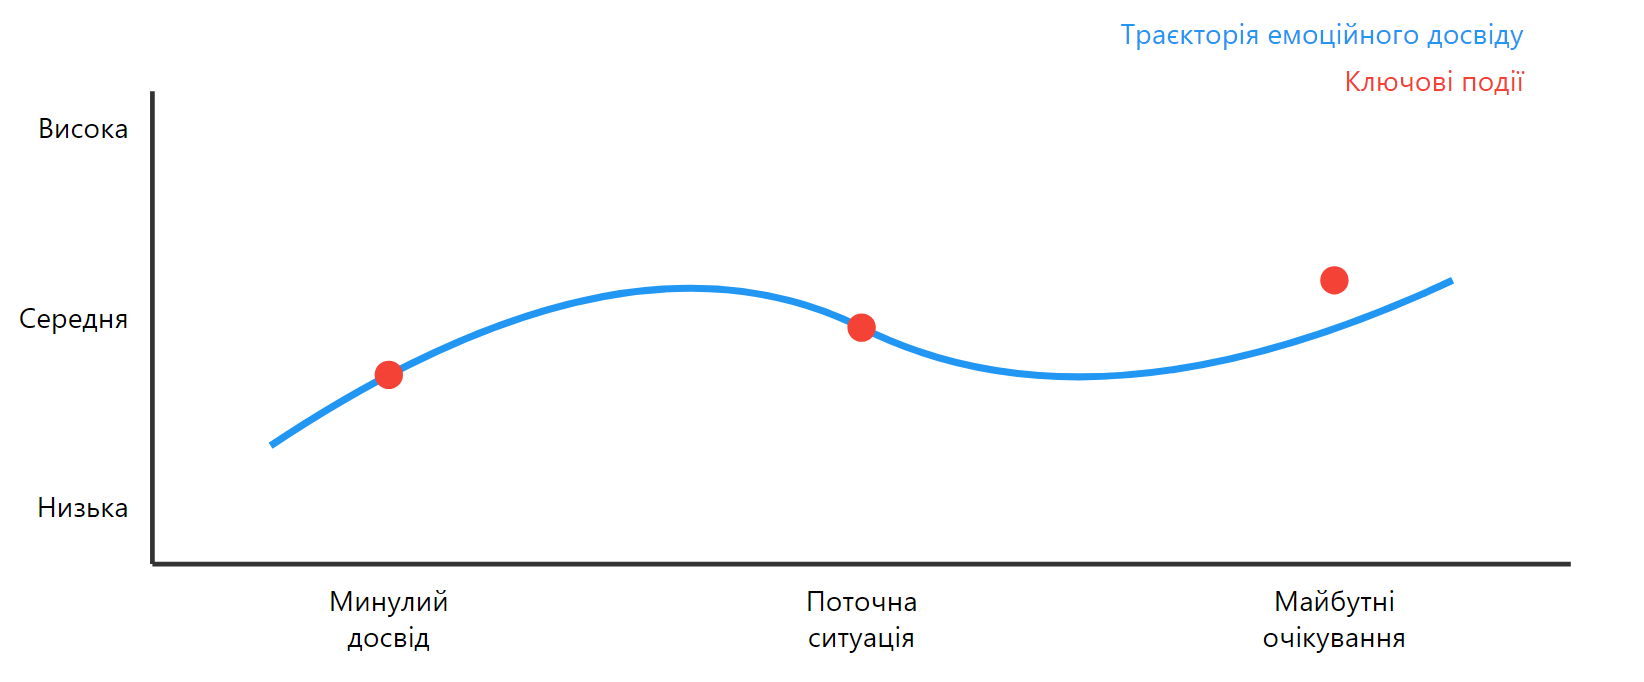 Траєкторія емоційного досвіду
Ключові події
Висока
Середня
Низька
Минулий
досвід
Поточна
ситуація
Майбутні
очікування